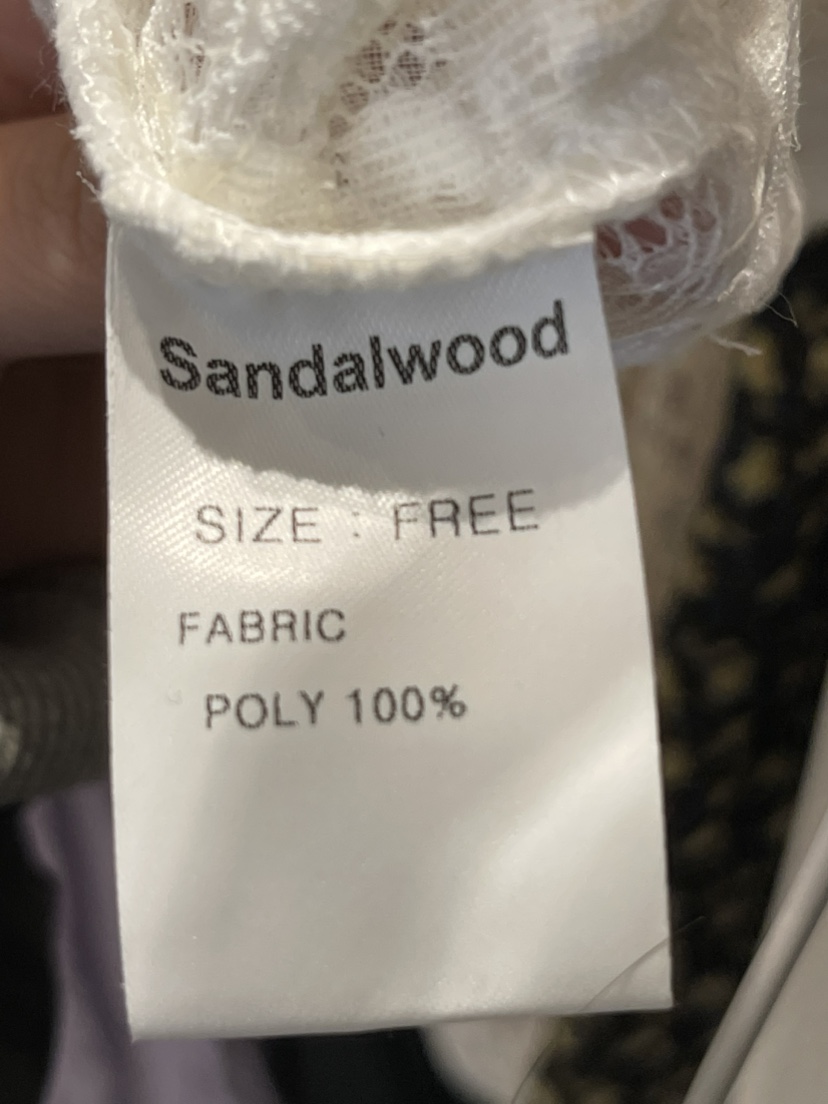 Sandalwood
SIZE : FREE
FABRIC
POLY 100%